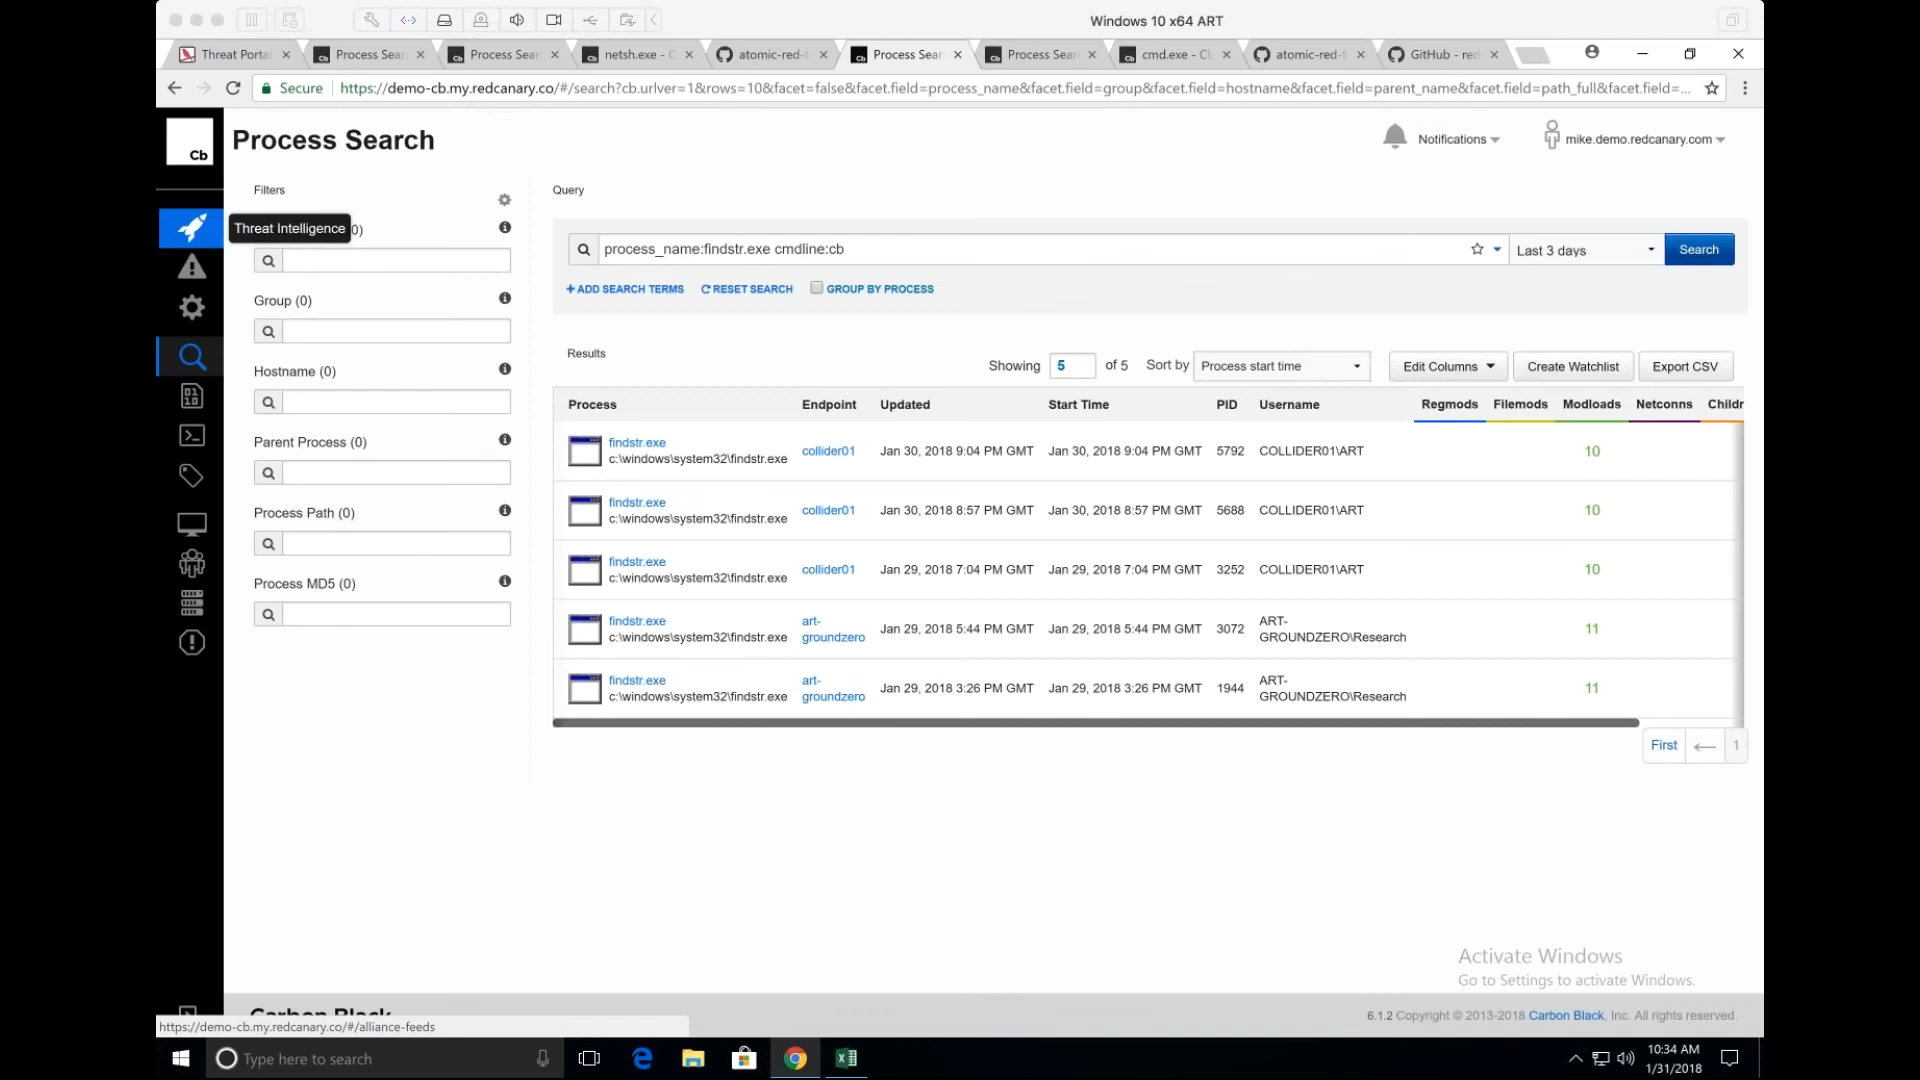 Windows 10 x64 ART
Threat Porta
Process Sear
Process Sear
netsh.exe - C
atomic-red-t
Process Sear
Process Sear
cmd.exe - Cb
atomic-red-t
GitHub - red
Secure
https://demo-cb.my.redcanary.co/#/search?cb.urlver=1&rows=10&facet=false&facet.field=process_name&facet.field=group&facet.field=hostname&facet.field=parent_name&facet.field=path_full&facet.field=...
Cb
Process Search
Notifications
mike.demo.redcanary.com
Filters
Threat Intelligence
0)
Group (0)
Hostname (0)
Parent Process (0)
Process Path (0)
Process MD5 (0)
Query
process_name:findstr.exe cmdline:cb
Last 3 days
Search
+ ADD SEARCH TERMS
RESET SEARCH
GROUP BY PROCESS
Results
Showing 5 of 5
Sort by Process start time
Edit Columns
Create Watchlist
Export CSV
Process Endpoint Updated Start Time PID Username Regmods Filemods Modloads Netconns Childr
findstr.exe
c:\windows\system32\findstr.exe
collider01 Jan 30, 2018 9:04 PM GMT Jan 30, 2018 9:04 PM GMT 5792 COLLIDER01\ART 10
findstr.exe
c:\windows\system32\findstr.exe
collider01 Jan 30, 2018 8:57 PM GMT Jan 30, 2018 8:57 PM GMT 5688 COLLIDER01\ART 10
findstr.exe
c:\windows\system32\findstr.exe
collider01 Jan 29, 2018 7:04 PM GMT Jan 29, 2018 7:04 PM GMT 3252 COLLIDER01\ART 10
findstr.exe
c:\windows\system32\findstr.exe
art-
groundzero
Jan 29, 2018 5:44 PM GMT Jan 29, 2018 5:44 PM GMT 3072
ART-
GROUNDZERO\Research
11
findstr.exe
c:\windows\system32\findstr.exe
art-
groundzero
Jan 29, 2018 3:26 PM GMT Jan 29, 2018 3:26 PM GMT 1944
ART-
GROUNDZERO\Research
11
First
1
Activate Windows
Go to Settings to activate Windows.
Carbon Black
6.1.2 Copyright © 2013-2018 Carbon Black, Inc. All rights reserved.
https://demo-cb.my.redcanary.co/#/alliance-feeds
Type here to search
10:34 AM
1/31/2018